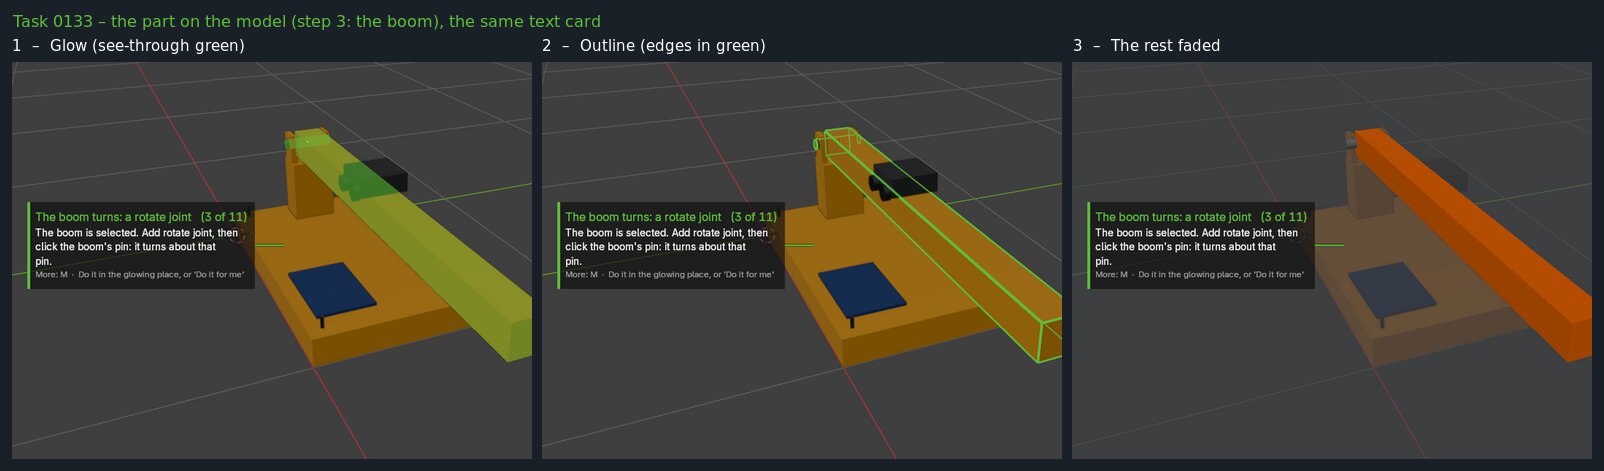 Task 0133 – the part on the model (step 3: the boom), the same text card
1 – Glow (see-through green)
The boom turns: a rotate joint (3 of 11)
The boom is selected. Add rotate joint, then
click the boom's pin: it turns about that
pin.
More: M · Do it in the glowing place, or 'Do it for me'
2 – Outline (edges in green)
The boom turns: a rotate joint (3 of 11)
The boom is selected. Add rotate joint, then
click the boom's pin: it turns about that
pin.
More: M · Do it in the glowing place, or 'Do it for me'
3 – The rest faded
The boom turns: a rotate joint (3 of 11)
The boom is selected. Add rotate joint, then
click the boom's pin: it turns about that
pin.
More: M · Do it in the glowing place, or 'Do it for me'